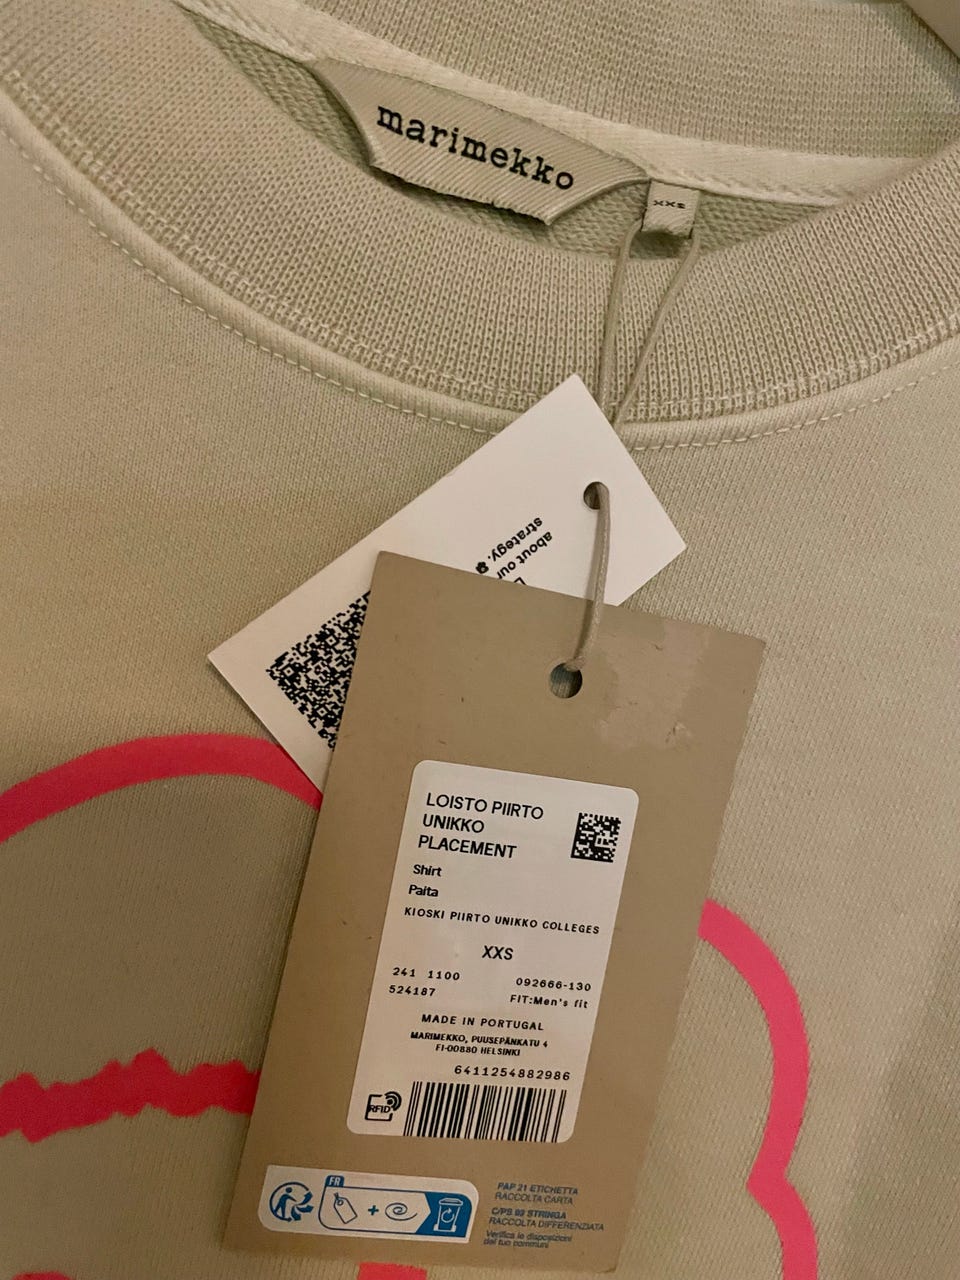 marimekko
xxs
about our
strategy.
LOISTO PIIRTO
UNIKKO
PLACEMENT
Shirt
Paita
KIOSKI PIIRTO UNIKKO COLLEGES
XXS
241 1100
092666-130
524187
FIT:Men's fit
MADE IN PORTUGAL
MARIMEKKO, PUUSEPÄNKATU 4
FI-00880 HELSINKI
6411254882986
RFID
FR
PAP 21 ETICHETTA
RACCOLTA CARTA
C/PS 92 STRINGA
RACCOLTA DIFFERENZIATA
Verifica le disposizioni
del tuo comune